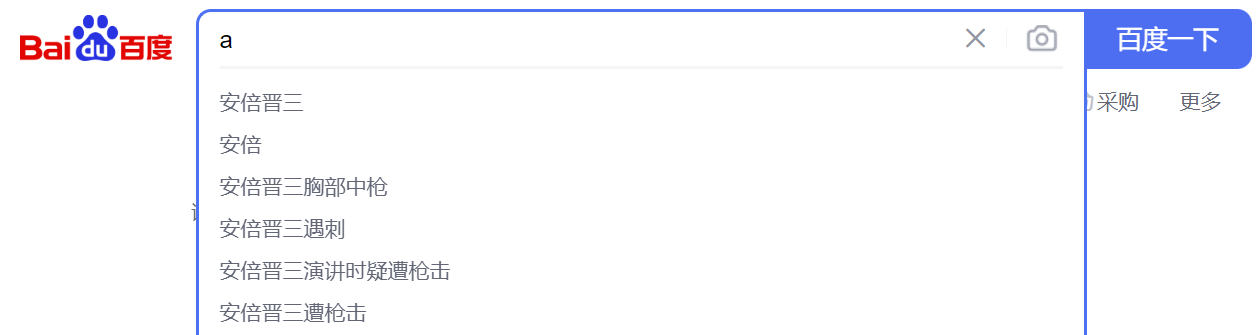 Bai du 百度
a
百度一下
安倍晋三
采购 更多
安倍
安倍晋三胸部中枪
安倍晋三遇刺
安倍晋三演讲时疑遭枪击
安倍晋三遭枪击